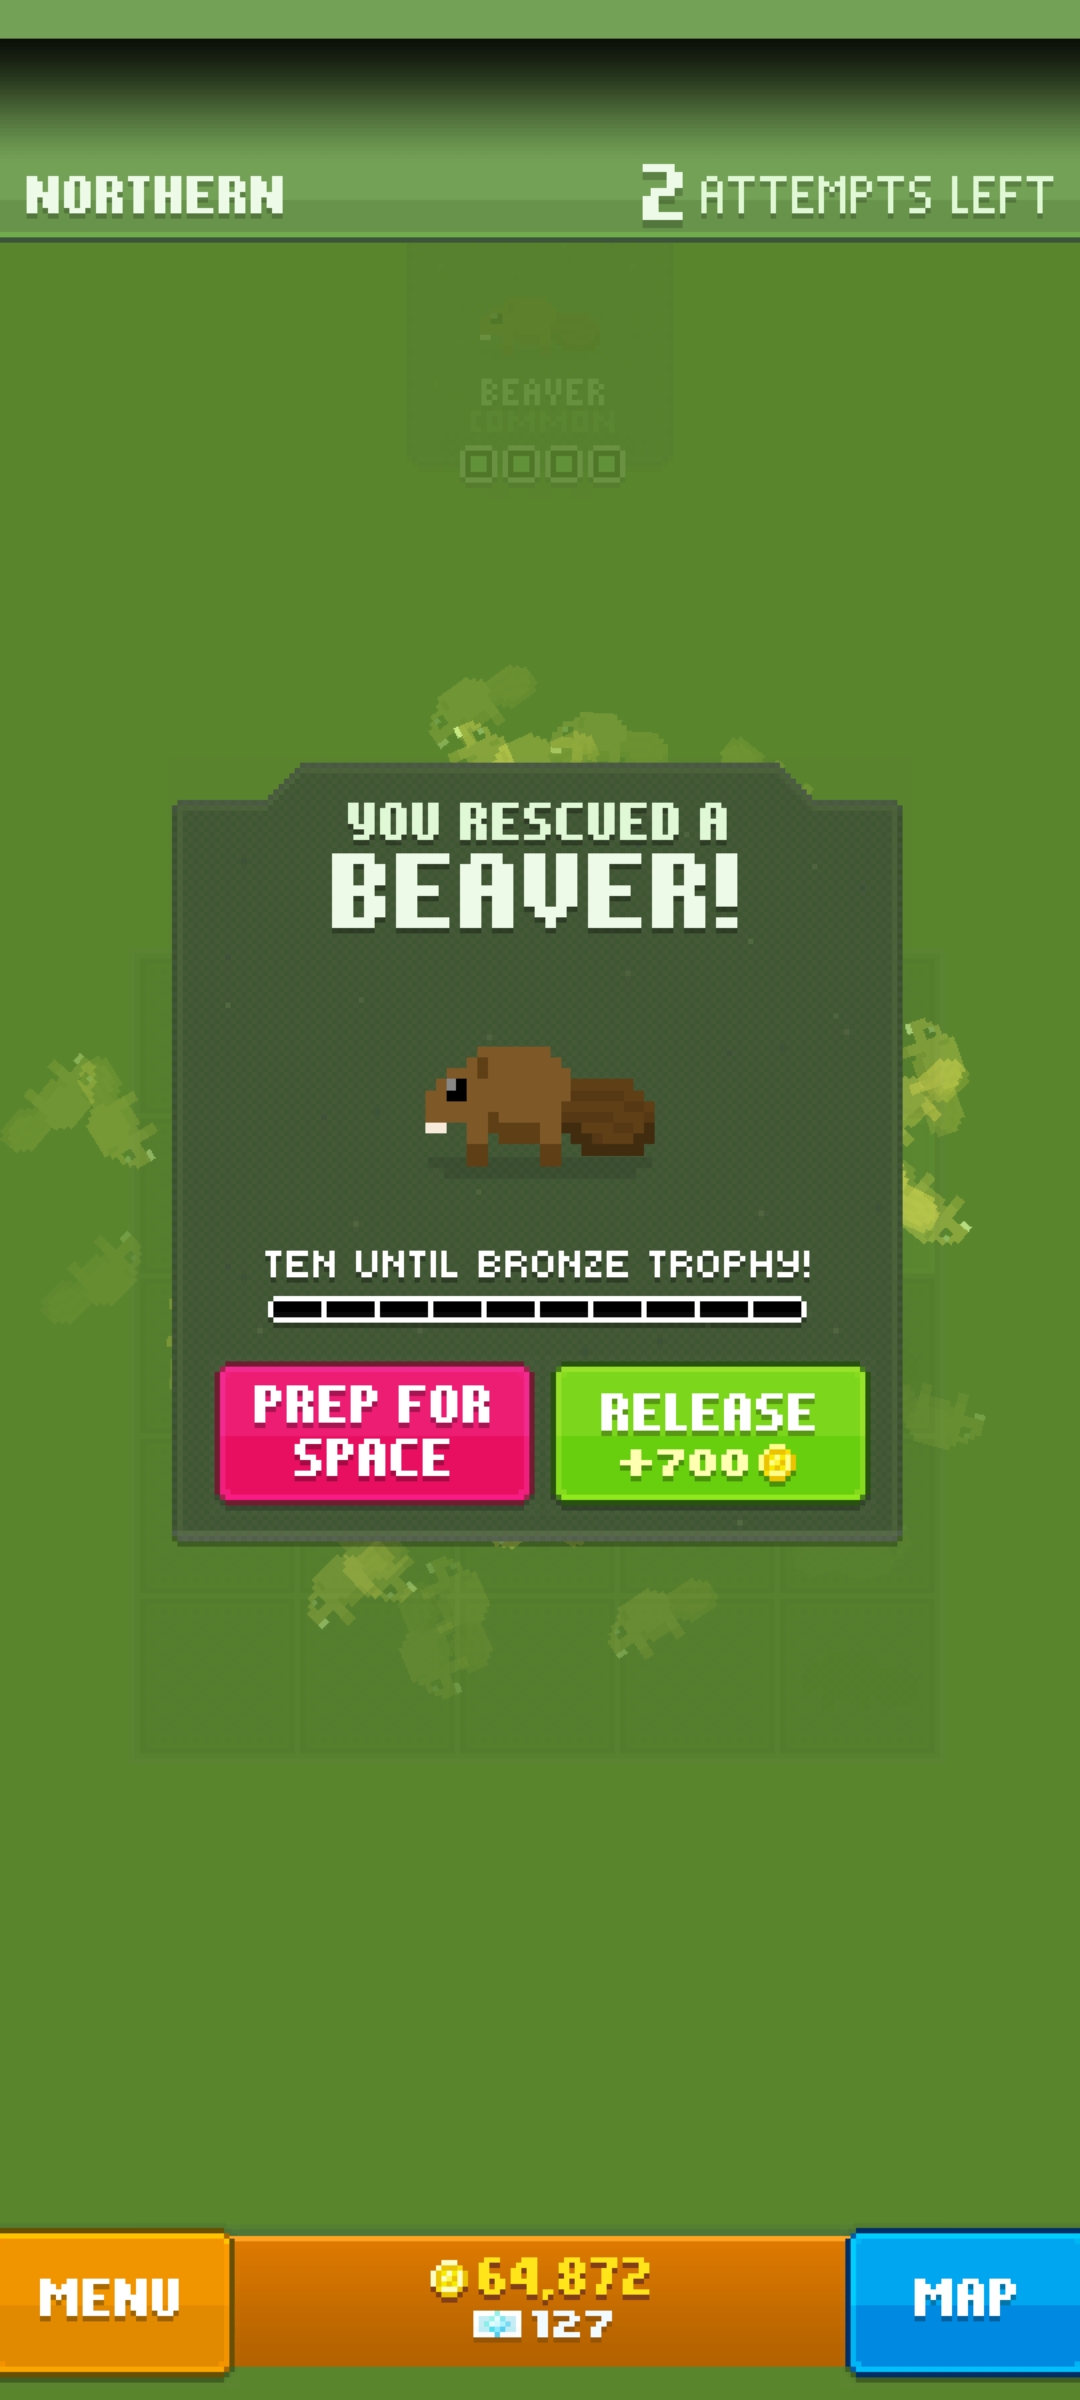 NORTHERN
2 ATTEMPTS LEFT
BEAVER
COMMON
YOU RESCUED A
BEAVER!
TEN UNTIL BRONZE TROPHY!
PREP FOR
SPACE
RELEASE
+700
MENU
64,872
127
MAP